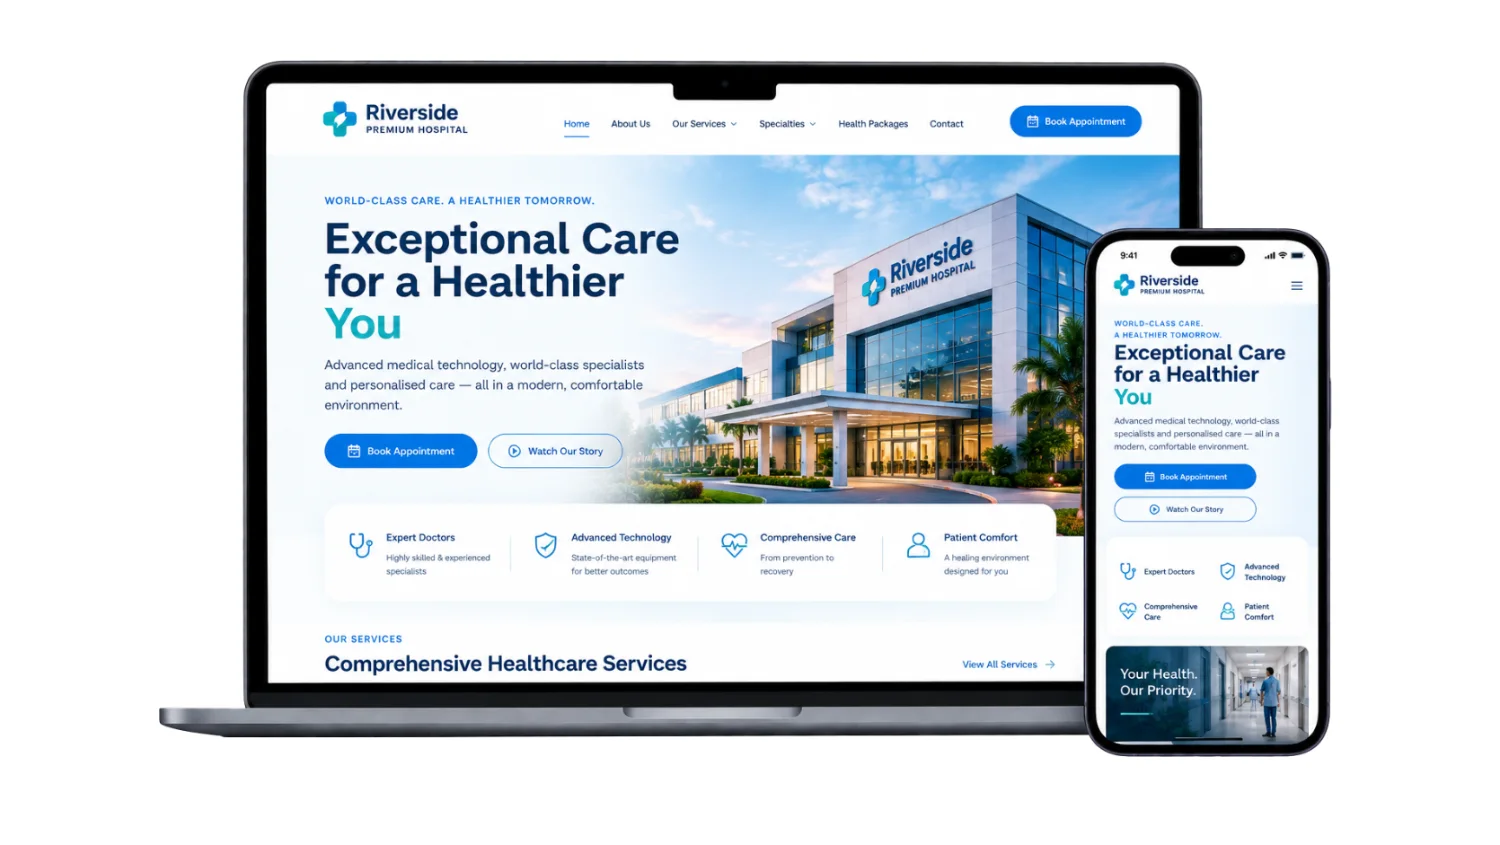 Riverside
PREMIUM HOSPITAL
Home
About Us
Our Services
Specialties
Health Packages
Contact
Book Appointment
WORLD-CLASS CARE. A HEALTHIER TOMORROW.
Exceptional Care
for a Healthier
You
Advanced medical technology, world-class specialists
and personalised care — all in a modern, comfortable
environment.
Book Appointment
Watch Our Story
Riverside
PREMIUM HOSPITAL
Expert Doctors
Highly skilled & experienced
specialists
Advanced Technology
State-of-the-art equipment
for better outcomes
Comprehensive Care
From prevention to
recovery
Patient Comfort
A healing environment
designed for you
OUR SERVICES
Comprehensive Healthcare Services
View All Services
9:41
Riverside
PREMIUM HOSPITAL
WORLD-CLASS CARE.
A HEALTHIER TOMORROW.
Exceptional Care
for a Healthier
You
Advanced medical technology, world-class
specialists and personalised care — all in a
modern, comfortable environment.
Book Appointment
Watch Our Story
Expert Doctors
Advanced
Technology
Comprehensive
Care
Patient
Comfort
Your Health.
Our Priority.